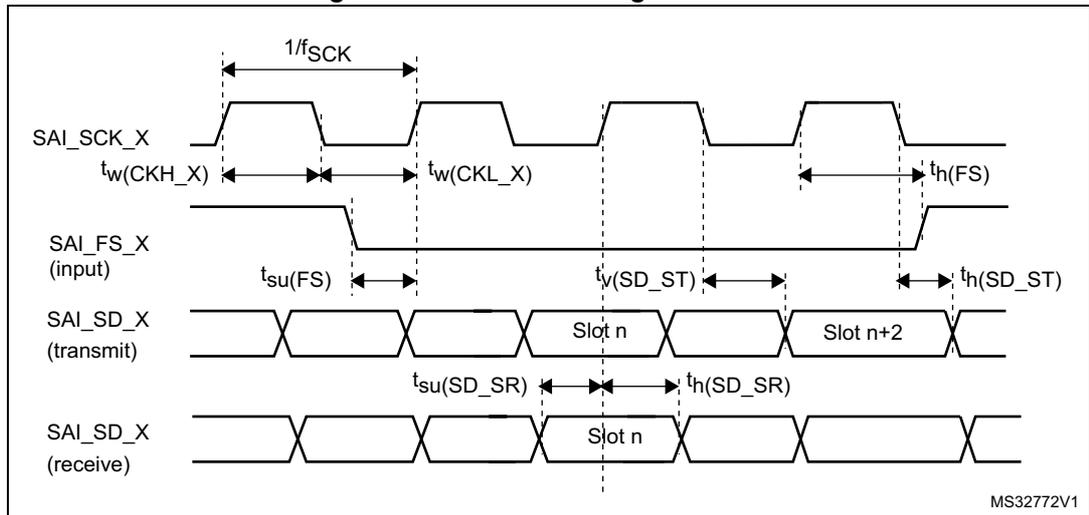 1/fSCK
SAI_SCK_X
tw(CKH_X)
tw(CKL_X)
th(FS)
SAI_FS_X
(input)
tsu(FS)
tv(SD_ST)
th(SD_ST)
SAI_SD_X
(transmit)
Slot n
Slot n+2
tsu(SD_SR)
th(SD_SR)
SAI_SD_X
(receive)
Slot n
MS32772V1